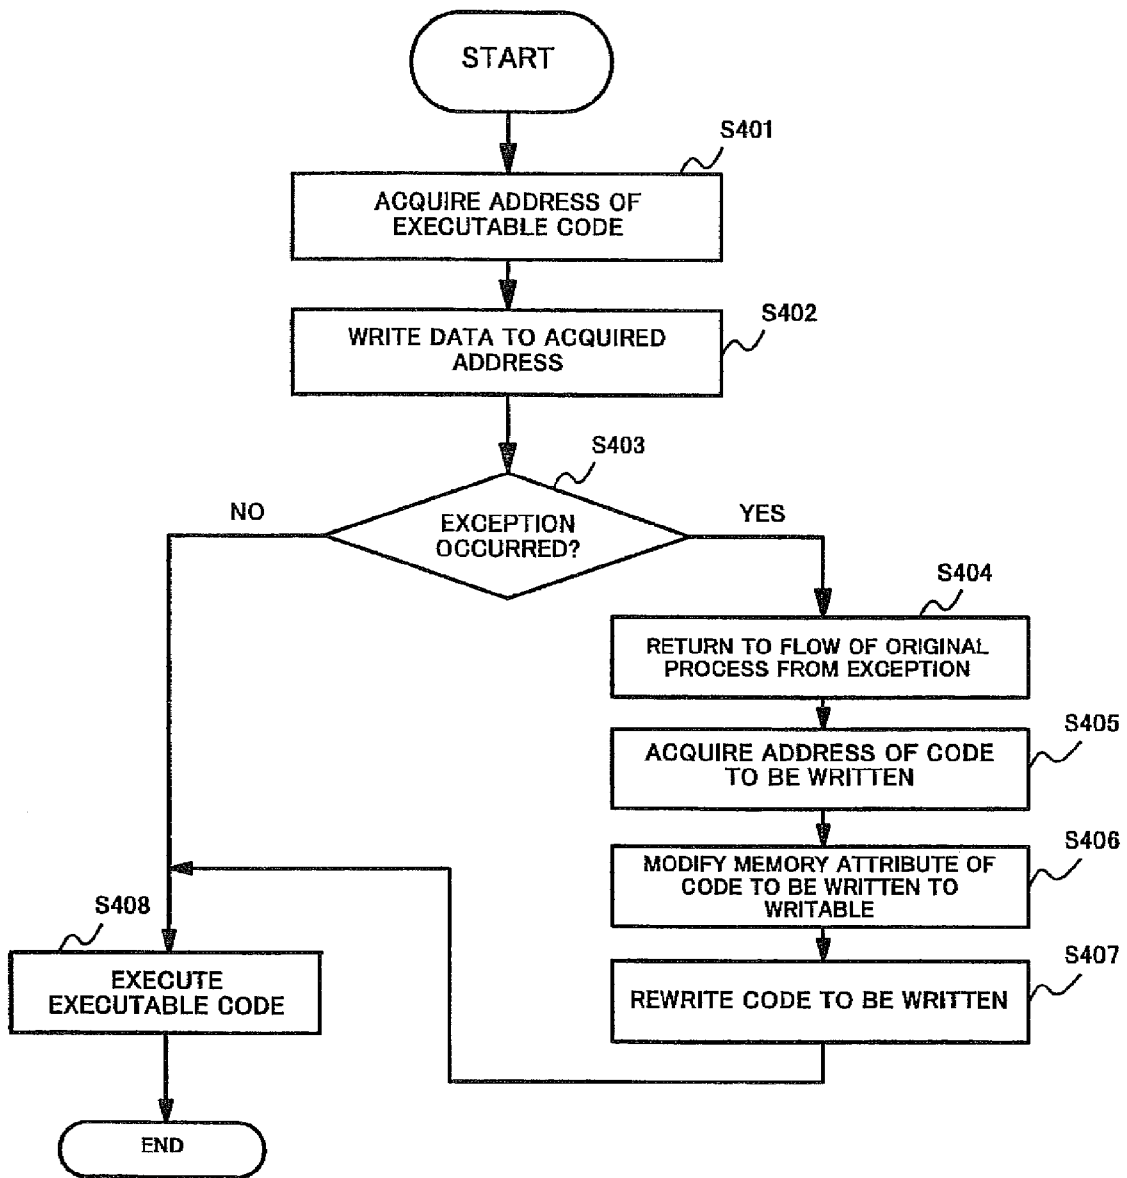 START
S401
ACQUIRE ADDRESS OF
EXECUTABLE CODE
S402
WRITE DATA TO ACQUIRED
ADDRESS
S403
NO
EXCEPTION
OCCURRED?
YES
S404
RETURN TO FLOW OF ORIGINAL
PROCESS FROM EXCEPTION
S405
ACQUIRE ADDRESS OF CODE
TO BE WRITTEN
S406
MODIFY MEMORY ATTRIBUTE OF
CODE TO BE WRITTEN TO
WRITABLE
S407
REWRITE CODE TO BE WRITTEN
S408
EXECUTE
EXECUTABLE CODE
END